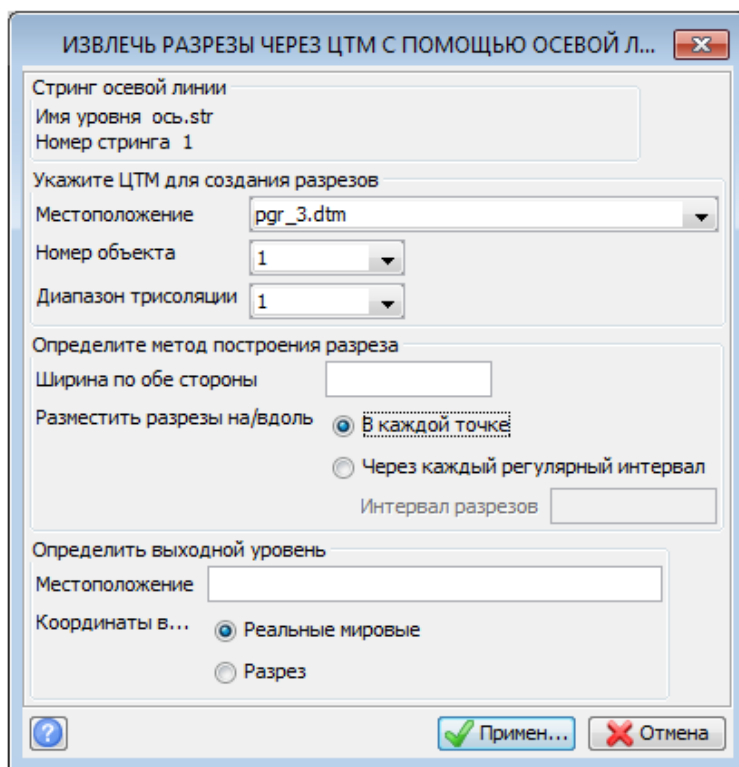 ИЗВЛЕЧЬ РАЗРЕЗЫ ЧЕРЕЗ ЦТМ С ПОМОЩЬЮ ОСЕВОЙ Л...
Стринг осевой линии
Имя уровня ось.str
Номер стринга 1
Укажите ЦТМ для создания разрезов
Местоположение pgr_3.dtm
Номер объекта 1
Диапазон трисоляции 1
Определите метод построения разреза
Ширина по обе стороны
Разместить разрезы на/вдоль В каждой точке
Через каждый регулярный интервал
Интервал разрезов
Определить выходной уровень
Местоположение
Координаты в... Реальные мировые
Разрез
? Примен... Отмена